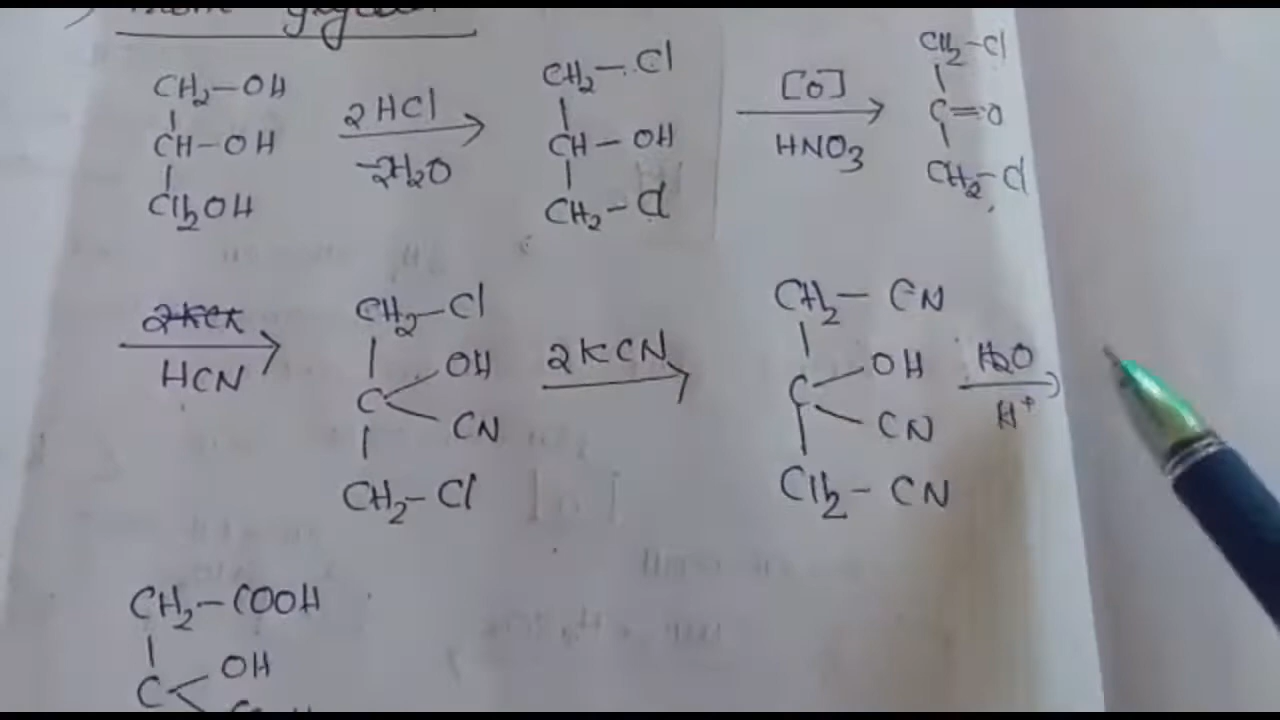 CH2-OH
CH-OH
CH2OH
2HCl
-2H2O
CH2-Cl
CH-OH
CH2-Cl
[O]
HNO3
CH2-Cl
C=O
CH2-Cl
HCN
CH2-Cl
C OH
CN
CH2-Cl
2KCN
CH2-CN
C OH
CN
CH2-CN
H2O
H+
CH2-COOH
C OH